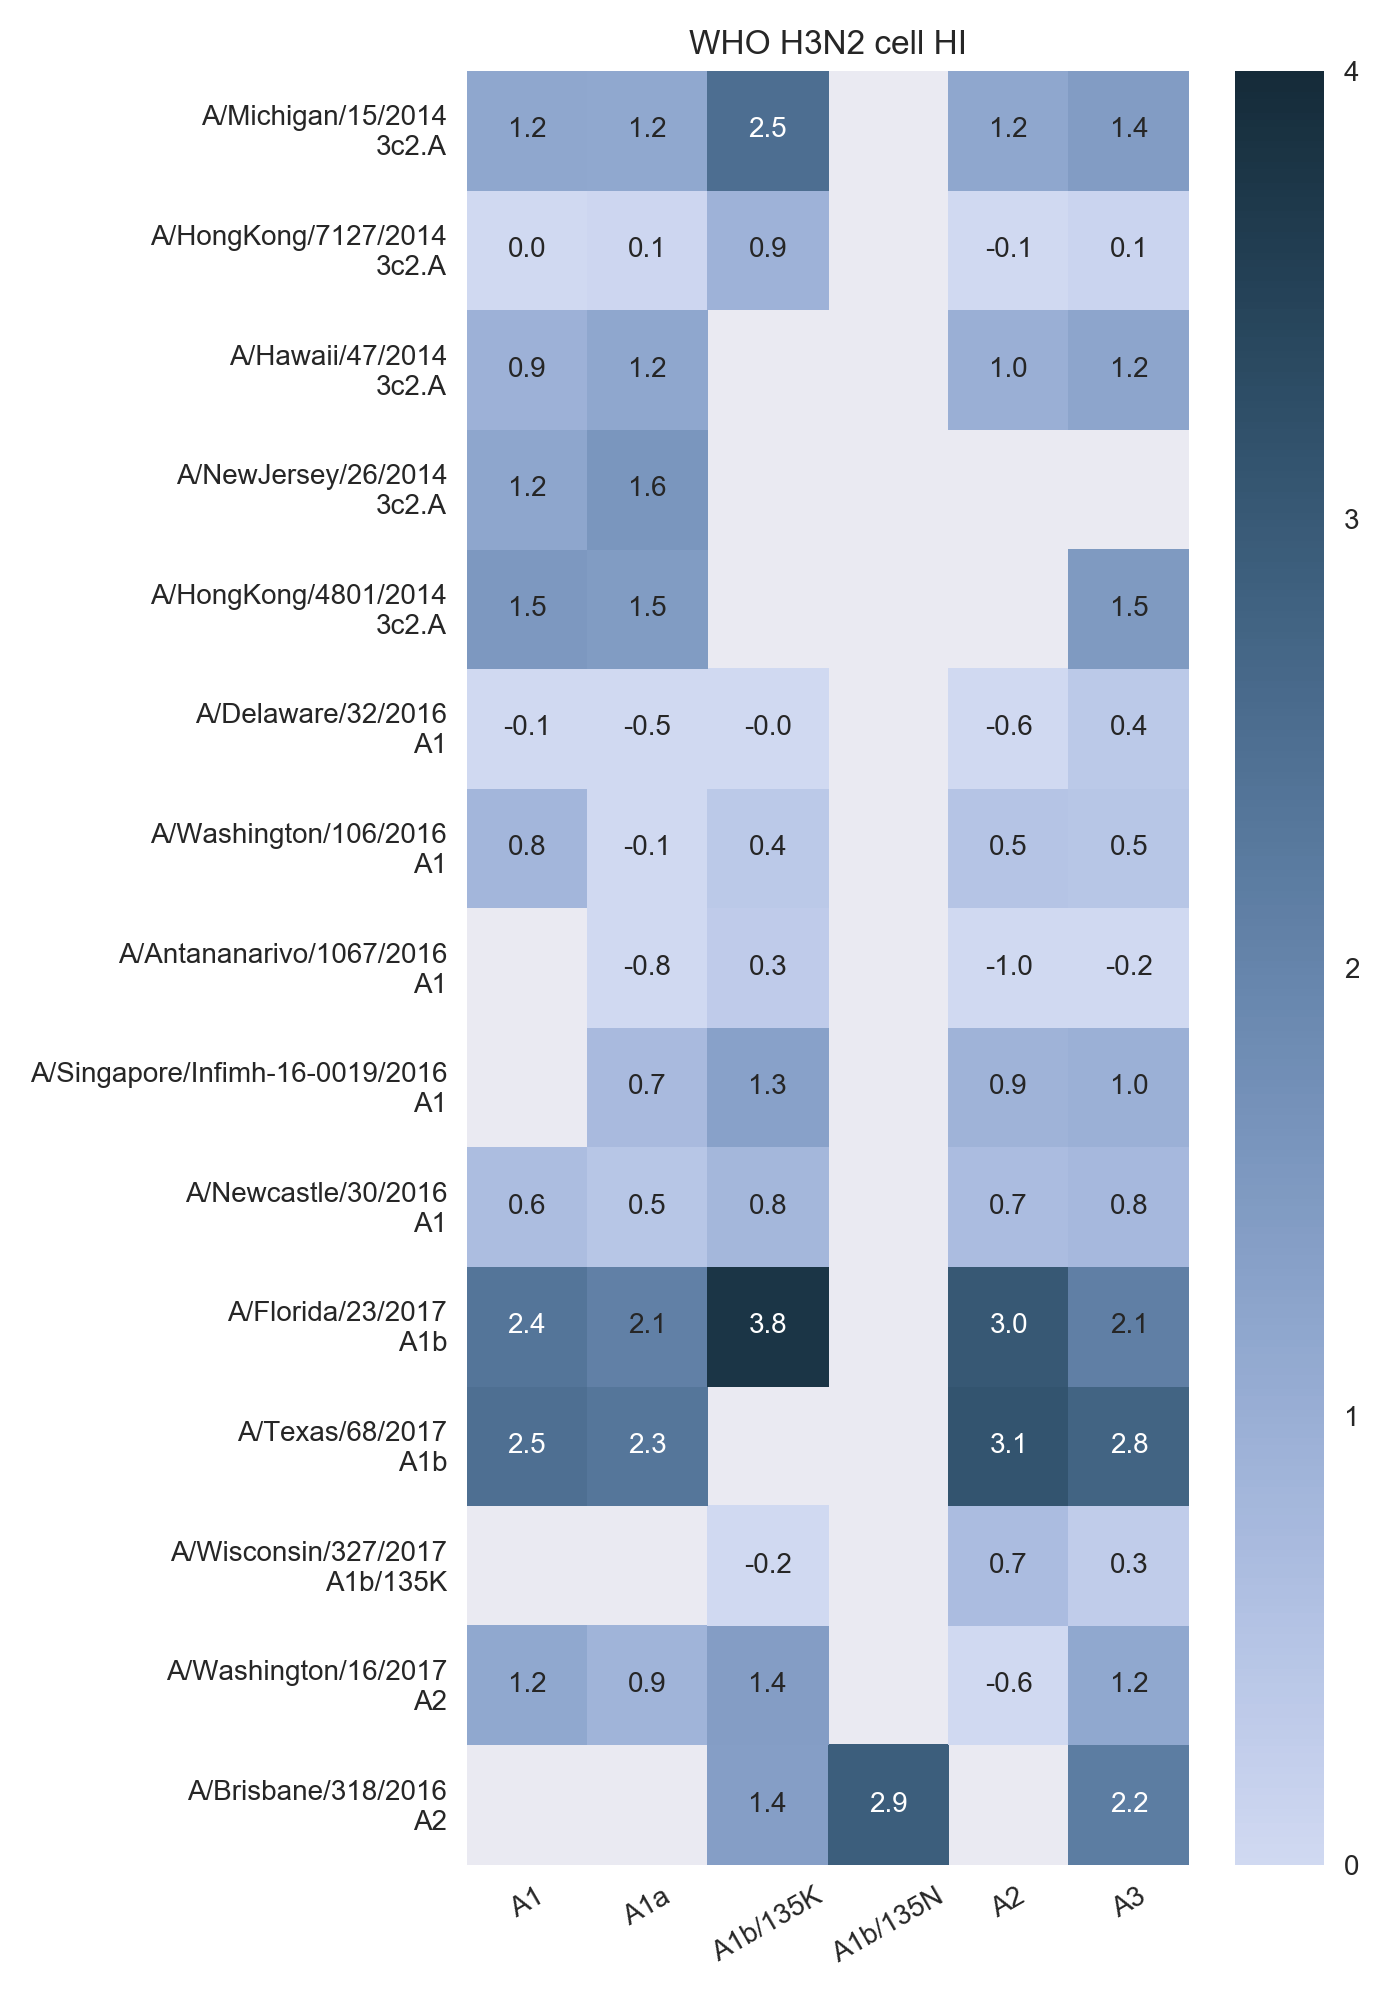 WHO H3N2 cell HI
A/Michigan/15/2014
3c2.A
1.2 1.2 2.5 1.2 1.4
A/HongKong/7127/2014
3c2.A
0.0 0.1 0.9 -0.1 0.1
A/Hawaii/47/2014
3c2.A
0.9 1.2 1.0 1.2
A/NewJersey/26/2014
3c2.A
1.2 1.6
A/HongKong/4801/2014
3c2.A
1.5 1.5 1.5
A/Delaware/32/2016
A1
-0.1 -0.5 -0.0 -0.6 0.4
A/Washington/106/2016
A1
0.8 -0.1 0.4 0.5 0.5
A/Antananarivo/1067/2016
A1
-0.8 0.3 -1.0 -0.2
A/Singapore/Infimh-16-0019/2016
A1
0.7 1.3 0.9 1.0
A/Newcastle/30/2016
A1
0.6 0.5 0.8 0.7 0.8
A/Florida/23/2017
A1b
2.4 2.1 3.8 3.0 2.1
A/Texas/68/2017
A1b
2.5 2.3 3.1 2.8
A/Wisconsin/327/2017
A1b/135K
-0.2 0.7 0.3
A/Washington/16/2017
A2
1.2 0.9 1.4 -0.6 1.2
A/Brisbane/318/2016
A2
1.4 2.9 2.2
A1 A1a A1b/135K A1b/135N A2 A3
4
3
2
1
0